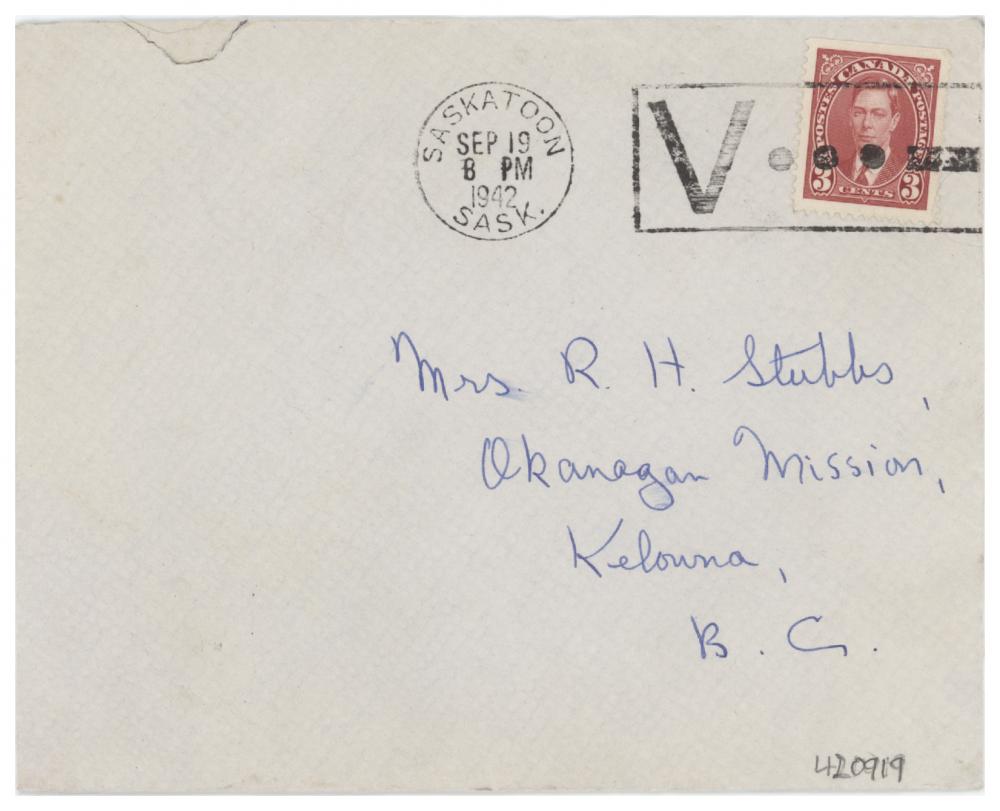 SASKATOON
SEP 19
8 PM
1942
SASK.
V...—
POSTES CANADA POSTAGE
3 CENTS 3
Mrs. R. H. Stubbs,
Okanagan Mission,
Kelowna,
B. C.
420919